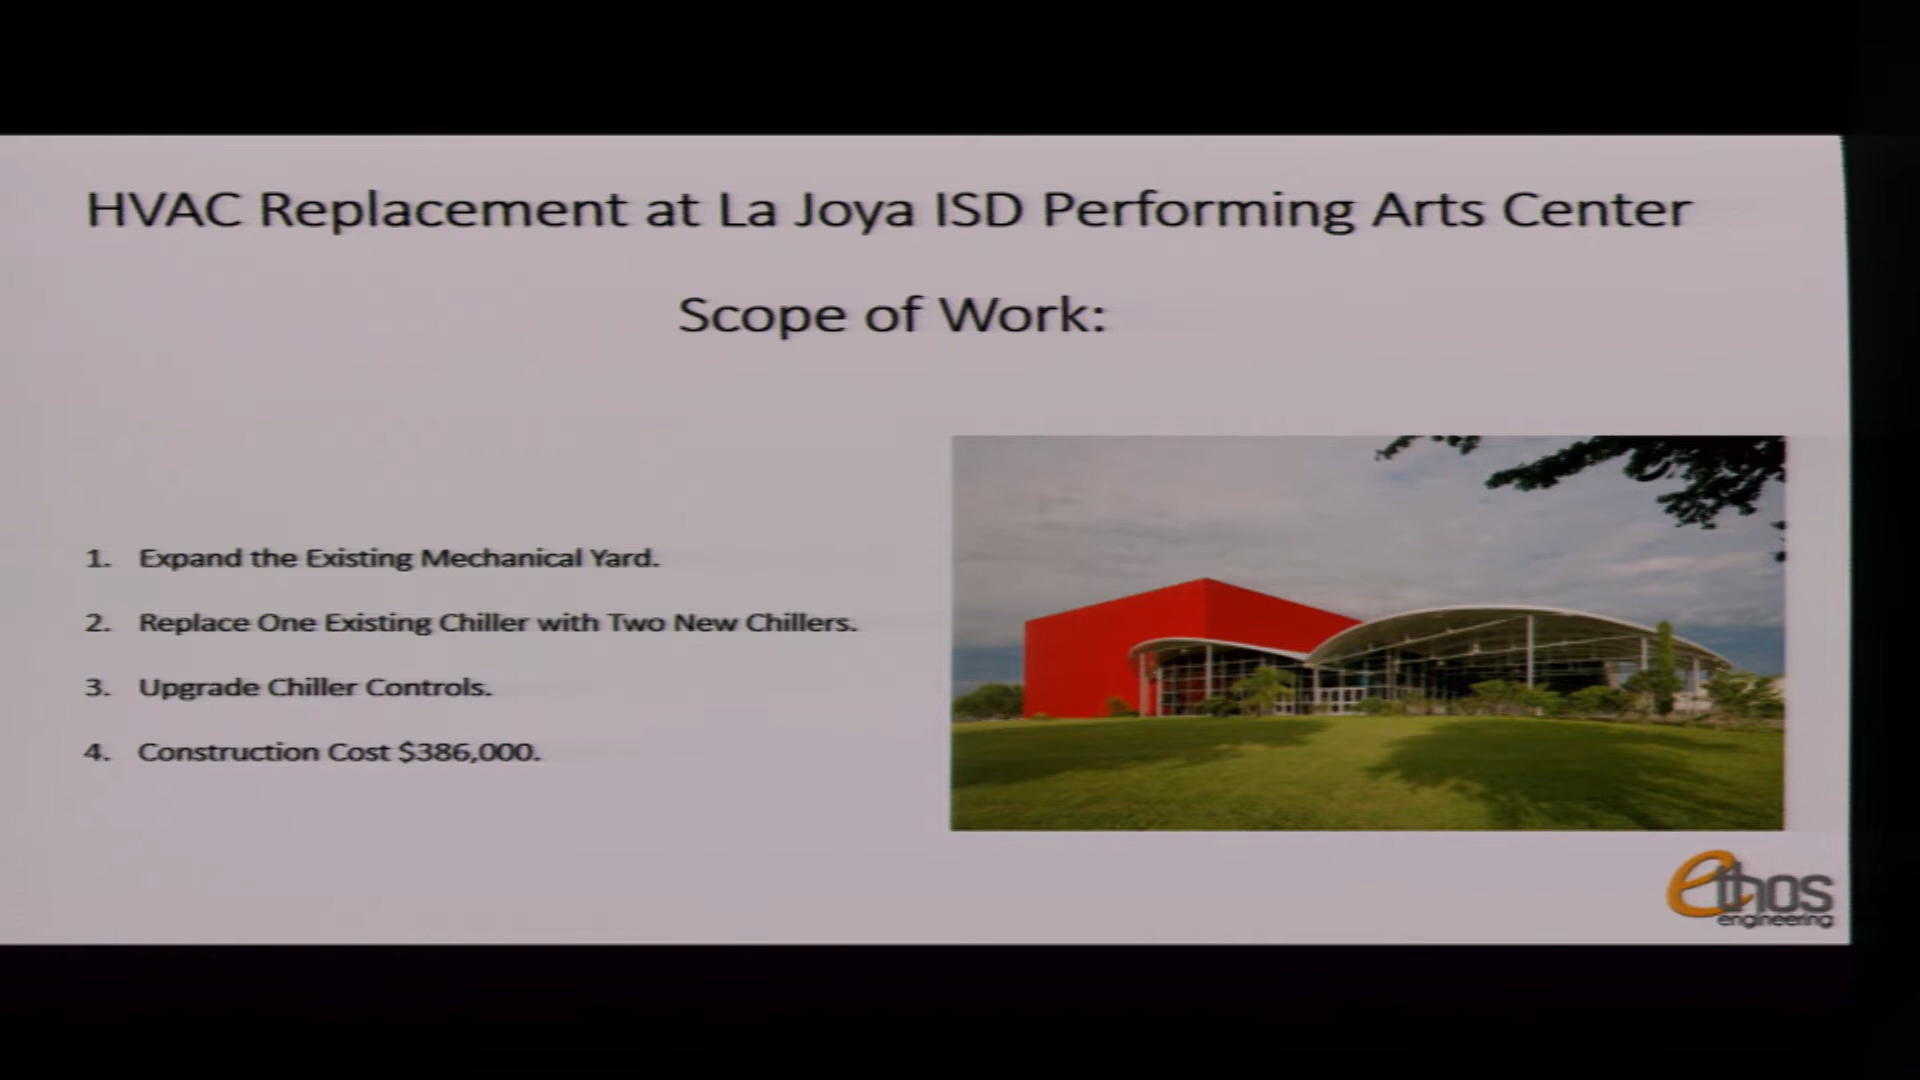 HVAC Replacement at La Joya ISD Performing Arts Center
Scope of Work:
1. Expand the Existing Mechanical Yard.
2. Replace One Existing Chiller with Two New Chillers.
3. Upgrade Chiller Controls.
4. Construction Cost $386,000.
ethos
engineering